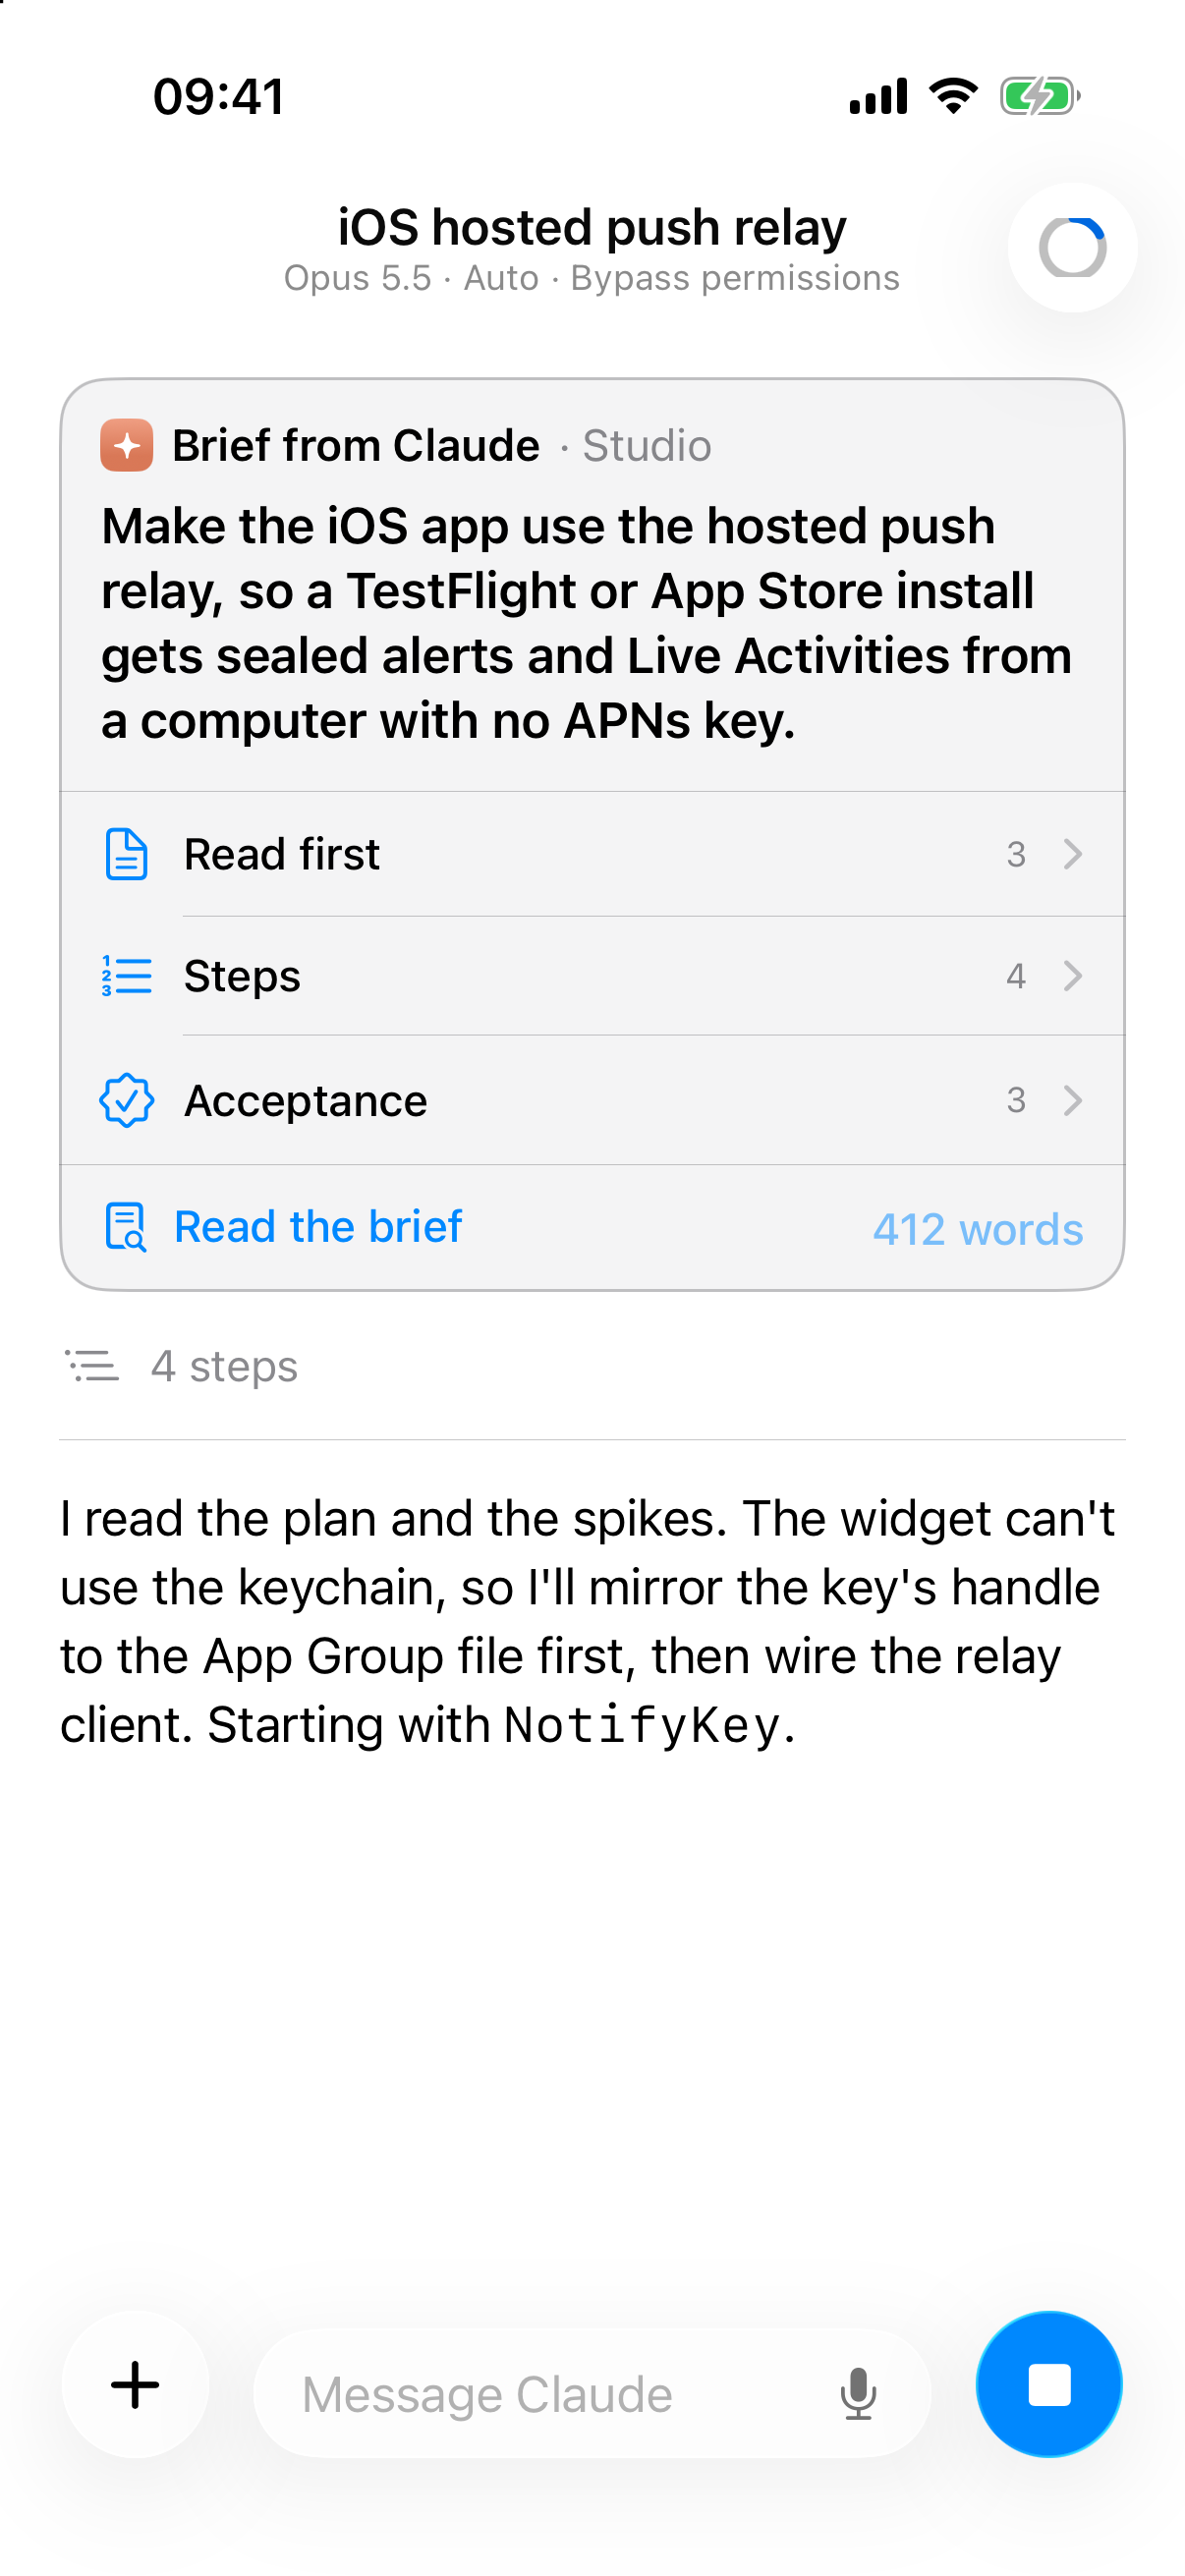 09:41
iOS hosted push relay
Opus 5.5 · Auto · Bypass permissions
Brief from Claude · Studio
Make the iOS app use the hosted push
relay, so a TestFlight or App Store install
gets sealed alerts and Live Activities from
a computer with no APNs key.
Read first 3
Steps 4
Acceptance 3
Read the brief 412 words
4 steps
I read the plan and the spikes. The widget can't
use the keychain, so I'll mirror the key's handle
to the App Group file first, then wire the relay
client. Starting with NotifyKey.
Message Claude